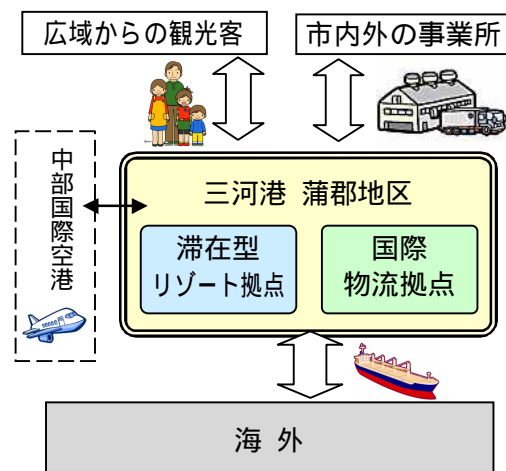 広域からの観光客
市内外の事業所
中部国際空港
三河港 蒲郡地区
滞在型
リゾート拠点
国際
物流拠点
海外